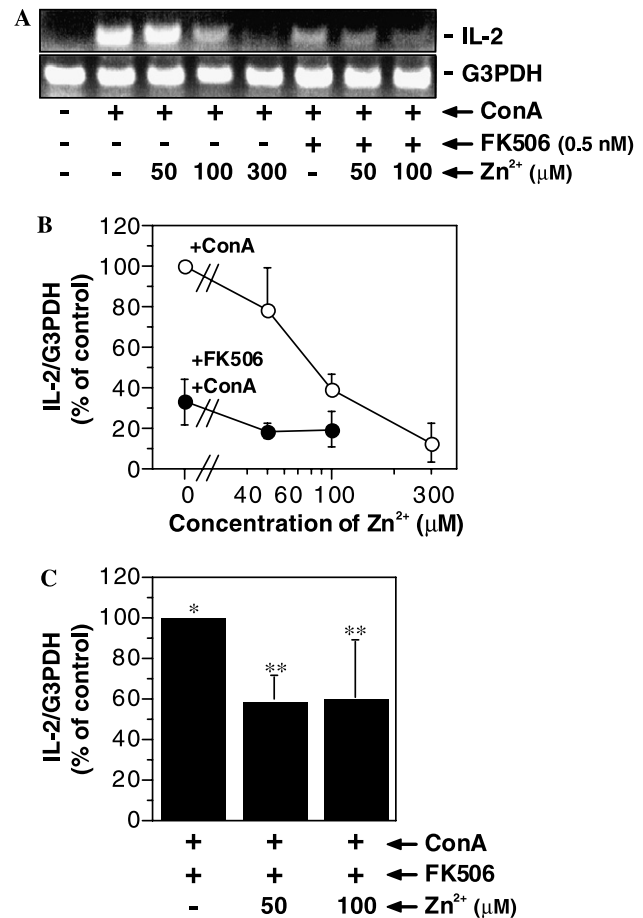 A
- IL-2
- G3PDH
- + + + + + + + ← ConA
- - - - - + + + ← FK506 (0.5 nM)
- - 50 100 300 - 50 100 ← Zn²⁺ (μM)
B
IL-2/G3PDH
(% of control)
120
100
80
60
40
20
0
+ConA
+FK506
+ConA
0 40 60 100 300
Concentration of Zn²⁺ (μM)
C
IL-2/G3PDH
(% of control)
120
100
80
60
40
20
0
* ** **
+ + + ← ConA
+ + + ← FK506
- 50 100 ← Zn²⁺ (μM)